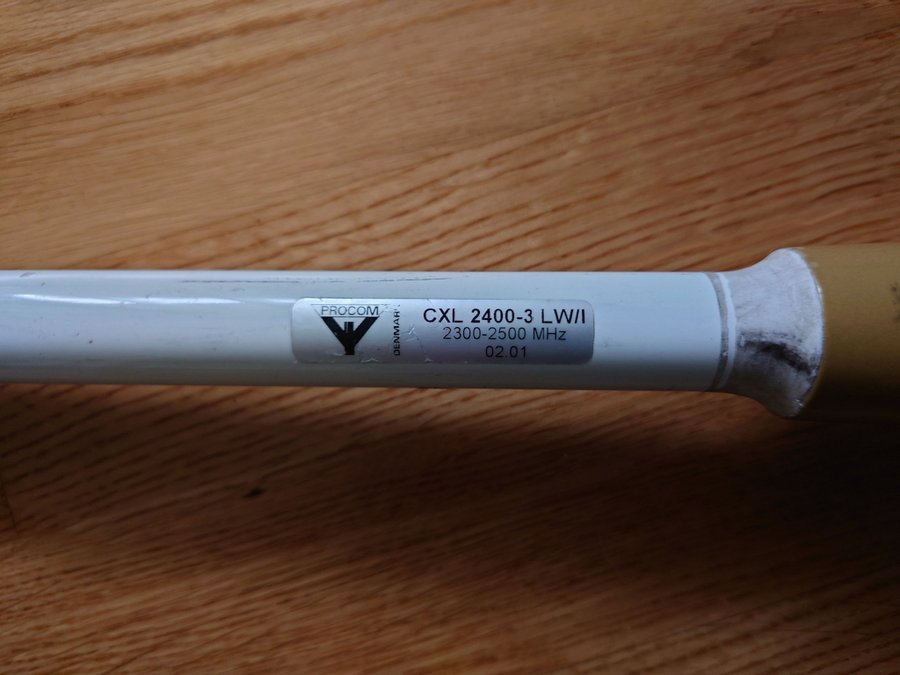 PROCOM
DENMARK
CXL 2400-3 LW/I
2300-2500 MHz
02.01